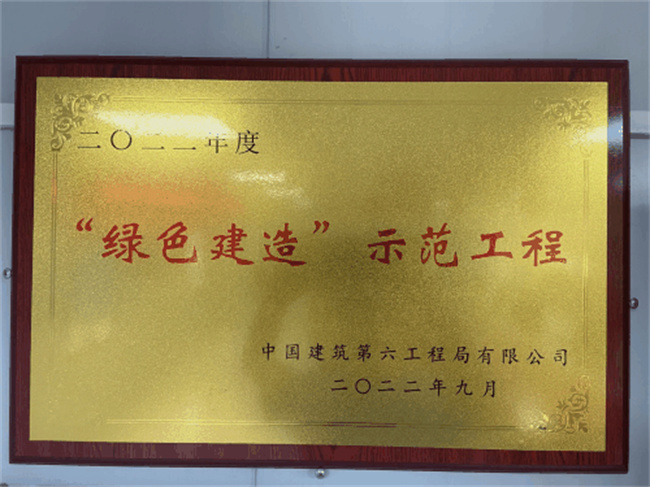 二〇二二年度
“绿色建造”示范工程
中国建筑第六工程局有限公司
二〇二二年九月